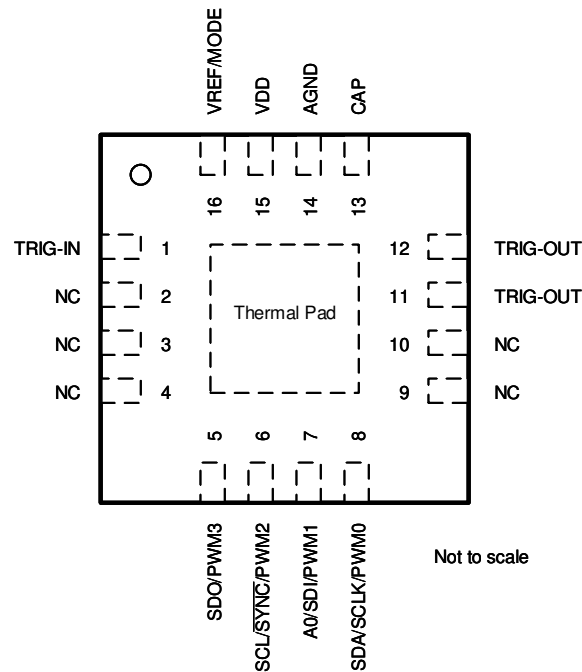 VREF/MODE
VDD
AGND
CAP
16
15
14
13
TRIG-IN
1
12
TRIG-OUT
NC
2
11
TRIG-OUT
Thermal Pad
NC
3
10
NC
NC
4
9
NC
5
6
7
8
SDO/PWM3
SCL/SYNC/PWM2
A0/SDI/PWM1
SDA/SCLK/PWM0
Not to scale